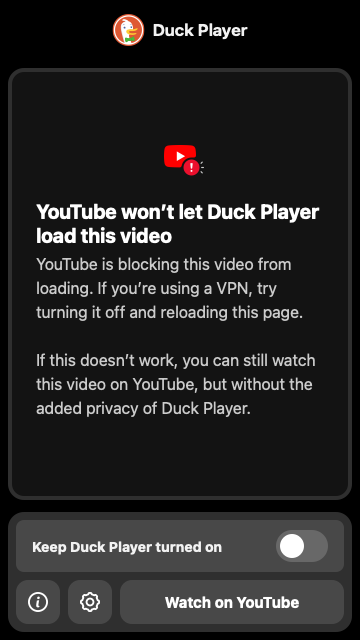 Duck Player
YouTube won’t let Duck Player
load this video
YouTube is blocking this video from
loading. If you’re using a VPN, try
turning it off and reloading this page.
If this doesn’t work, you can still watch
this video on YouTube, but without the
added privacy of Duck Player.
Keep Duck Player turned on
Watch on YouTube